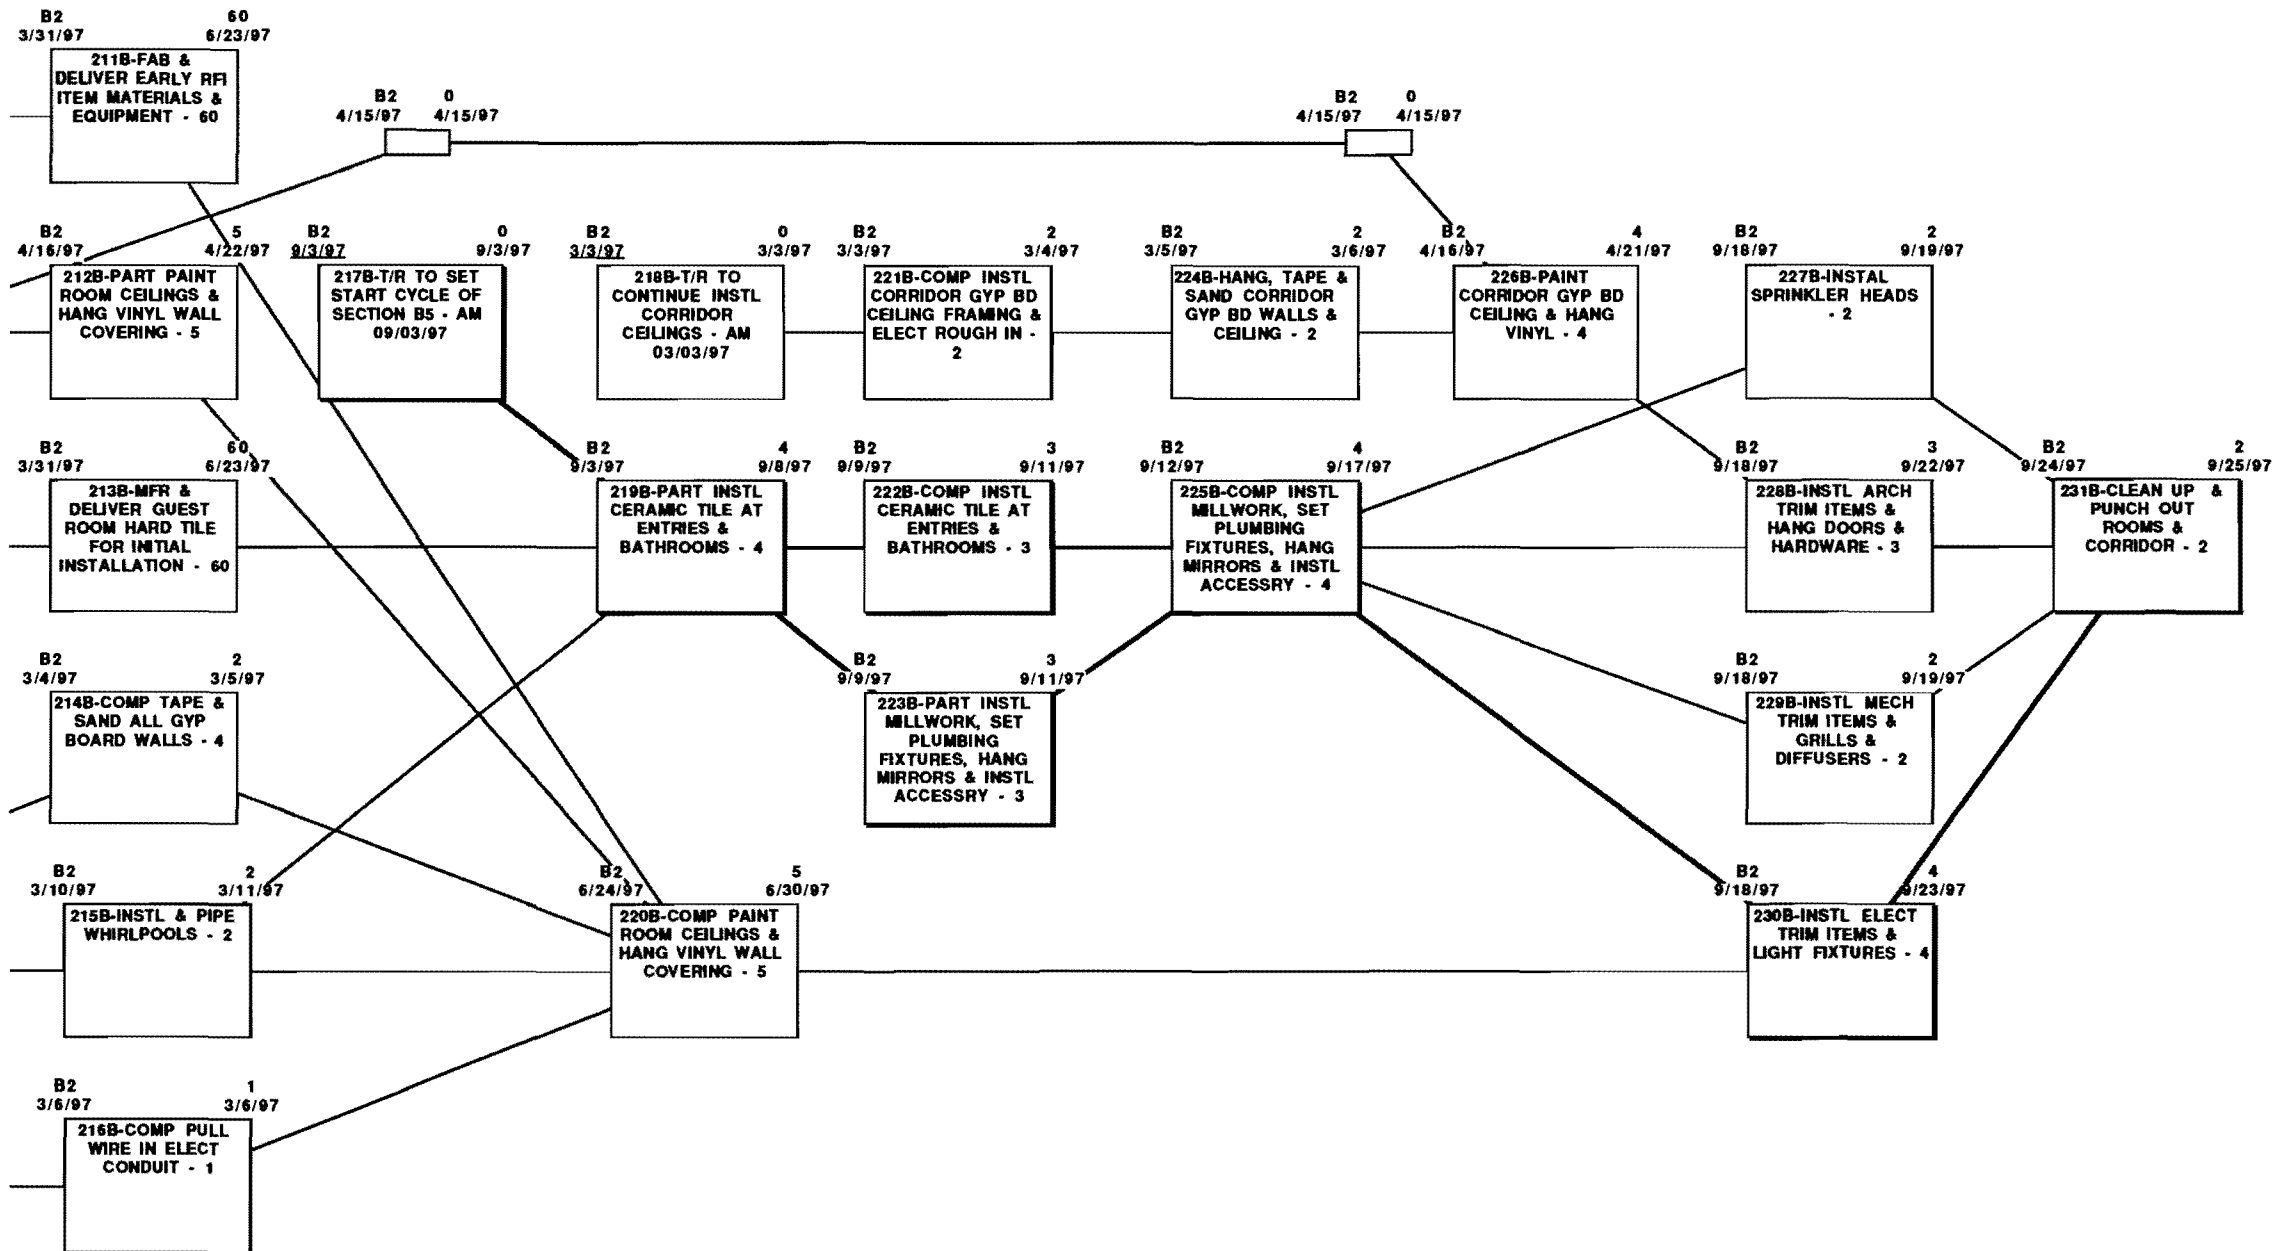 B2 60
3/31/97 6/23/97
211B-FAB &
DELIVER EARLY RFI
ITEM MATERIALS &
EQUIPMENT - 60
B2 0
4/15/97 4/15/97
B2 0
4/15/97 4/15/97
B2 5
4/16/97 4/22/97
212B-PART PAINT
ROOM CEILINGS &
HANG VINYL WALL
COVERING - 5
B2 0
9/3/97 9/3/97
217B-T/R TO SET
START CYCLE OF
SECTION B5 - AM
09/03/97
B2 0
3/3/97 3/3/97
218B-T/R TO
CONTINUE INSTL
CORRIDOR
CEILINGS - AM
03/03/97
B2 2
3/3/97 3/4/97
221B-COMP INSTL
CORRIDOR GYP BD
CEILING FRAMING &
ELECT ROUGH IN -
2
B2 2
3/5/97 3/6/97
224B-HANG, TAPE &
SAND CORRIDOR
GYP BD WALLS &
CEILING - 2
B2 4
4/16/97 4/21/97
226B-PAINT
CORRIDOR GYP BD
CEILING & HANG
VINYL - 4
B2 2
9/18/97 9/19/97
227B-INSTAL
SPRINKLER HEADS
- 2
B2 60
3/31/97 6/23/97
213B-MFR &
DELIVER GUEST
ROOM HARD TILE
FOR INITIAL
INSTALLATION - 60
B2 4
9/3/97 9/8/97
219B-PART INSTL
CERAMIC TILE AT
ENTRIES &
BATHROOMS - 4
B2 3
9/9/97 9/11/97
222B-COMP INSTL
CERAMIC TILE AT
ENTRIES &
BATHROOMS - 3
B2 4
9/12/97 9/17/97
225B-COMP INSTL
MILLWORK, SET
PLUMBING
FIXTURES, HANG
MIRRORS & INSTL
ACCESSRY - 4
B2 3
9/18/97 9/22/97
228B-INSTL ARCH
TRIM ITEMS &
HANG DOORS &
HARDWARE - 3
B2 2
9/24/97 9/25/97
231B-CLEAN UP &
PUNCH OUT
ROOMS &
CORRIDOR - 2
B2 2
3/4/97 3/5/97
214B-COMP TAPE &
SAND ALL GYP
BOARD WALLS - 4
B2 3
9/9/97 9/11/97
223B-PART INSTL
MILLWORK, SET
PLUMBING
FIXTURES, HANG
MIRRORS & INSTL
ACCESSRY - 3
B2 2
9/18/97 9/19/97
229B-INSTL MECH
TRIM ITEMS &
GRILLS &
DIFFUSERS - 2
B2 2
3/10/97 3/11/97
215B-INSTL & PIPE
WHIRLPOOLS - 2
B2 5
6/24/97 6/30/97
220B-COMP PAINT
ROOM CEILINGS &
HANG VINYL WALL
COVERING - 5
B2 4
9/18/97 9/23/97
230B-INSTL ELECT
TRIM ITEMS &
LIGHT FIXTURES - 4
B2 1
3/6/97 3/6/97
216B-COMP PULL
WIRE IN ELECT
CONDUIT - 1